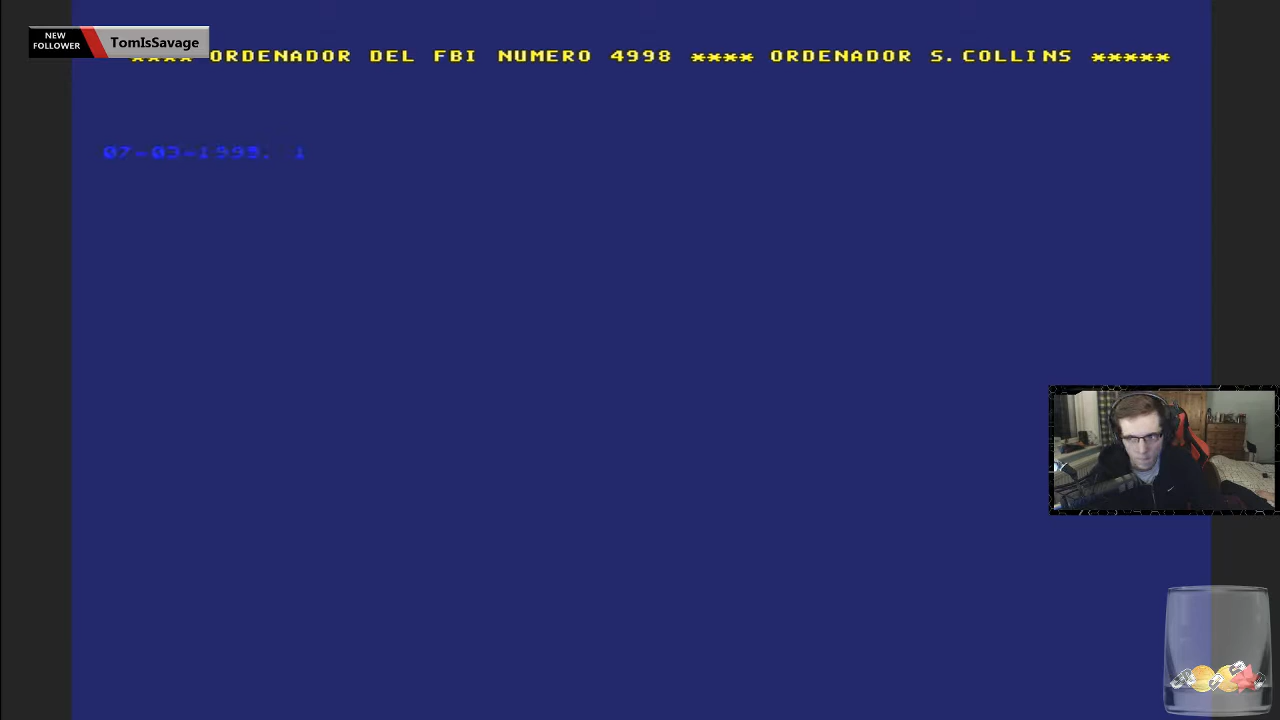 NEW
FOLLOWER
TomIsSavage
**** ORDENADOR DEL FBI NUMERO 4998 **** ORDENADOR S.COLLINS *****
07-03-1995. 1